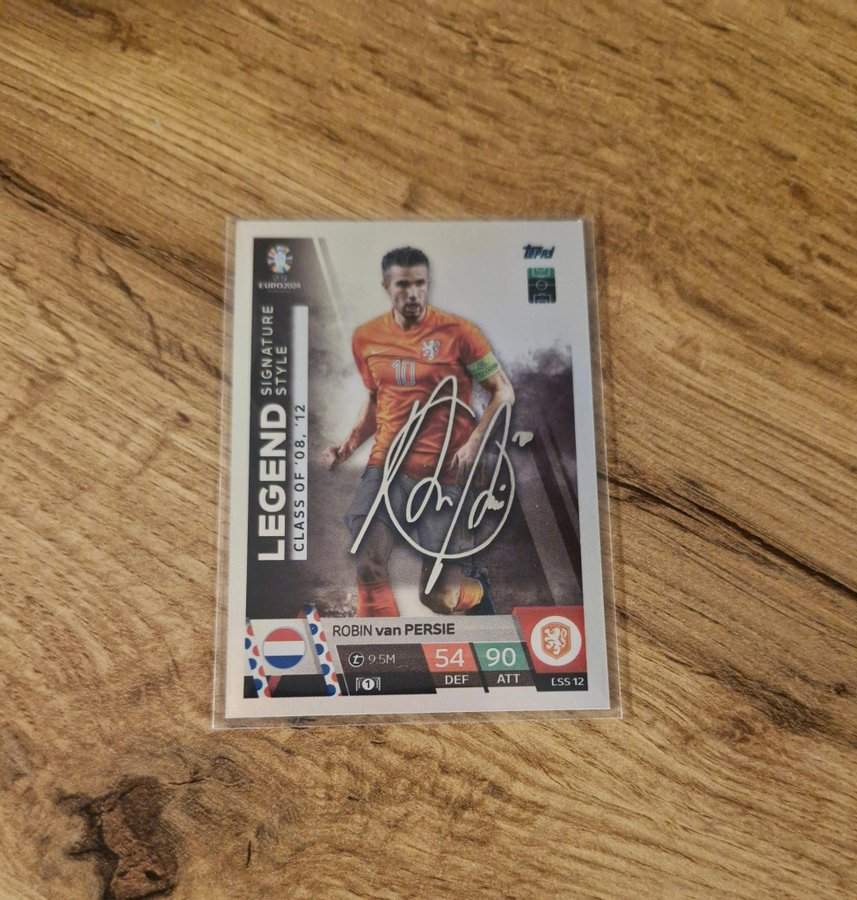 EURO2024
TOPPS
LEGEND
SIGNATURE
STYLE
CLASS OF '08, '12
10
ROBIN van PERSIE
9.5M
54
DEF
90
ATT
1
LSS 12